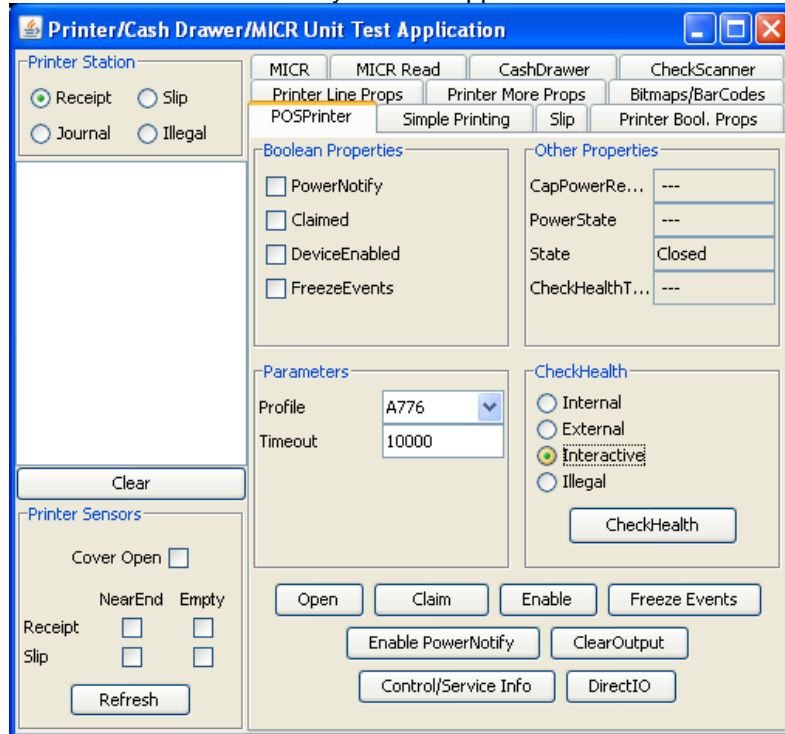 Printer/Cash Drawer/MICR Unit Test Application
Printer Station
Receipt Slip
Journal Illegal
Clear
Printer Sensors
Cover Open
NearEnd Empty
Receipt
Slip
Refresh
MICR MICR Read CashDrawer CheckScanner
Printer Line Props Printer More Props Bitmaps/BarCodes
POSPrinter Simple Printing Slip Printer Bool. Props
Boolean Properties
PowerNotify
Claimed
DeviceEnabled
FreezeEvents
Other Properties
CapPowerRe... ---
PowerState ---
State Closed
CheckHealthT... ---
Parameters
Profile A776
Timeout 10000
CheckHealth
Internal
External
Interactive
Illegal
CheckHealth
Open Claim Enable Freeze Events
Enable PowerNotify ClearOutput
Control/Service Info DirectIO